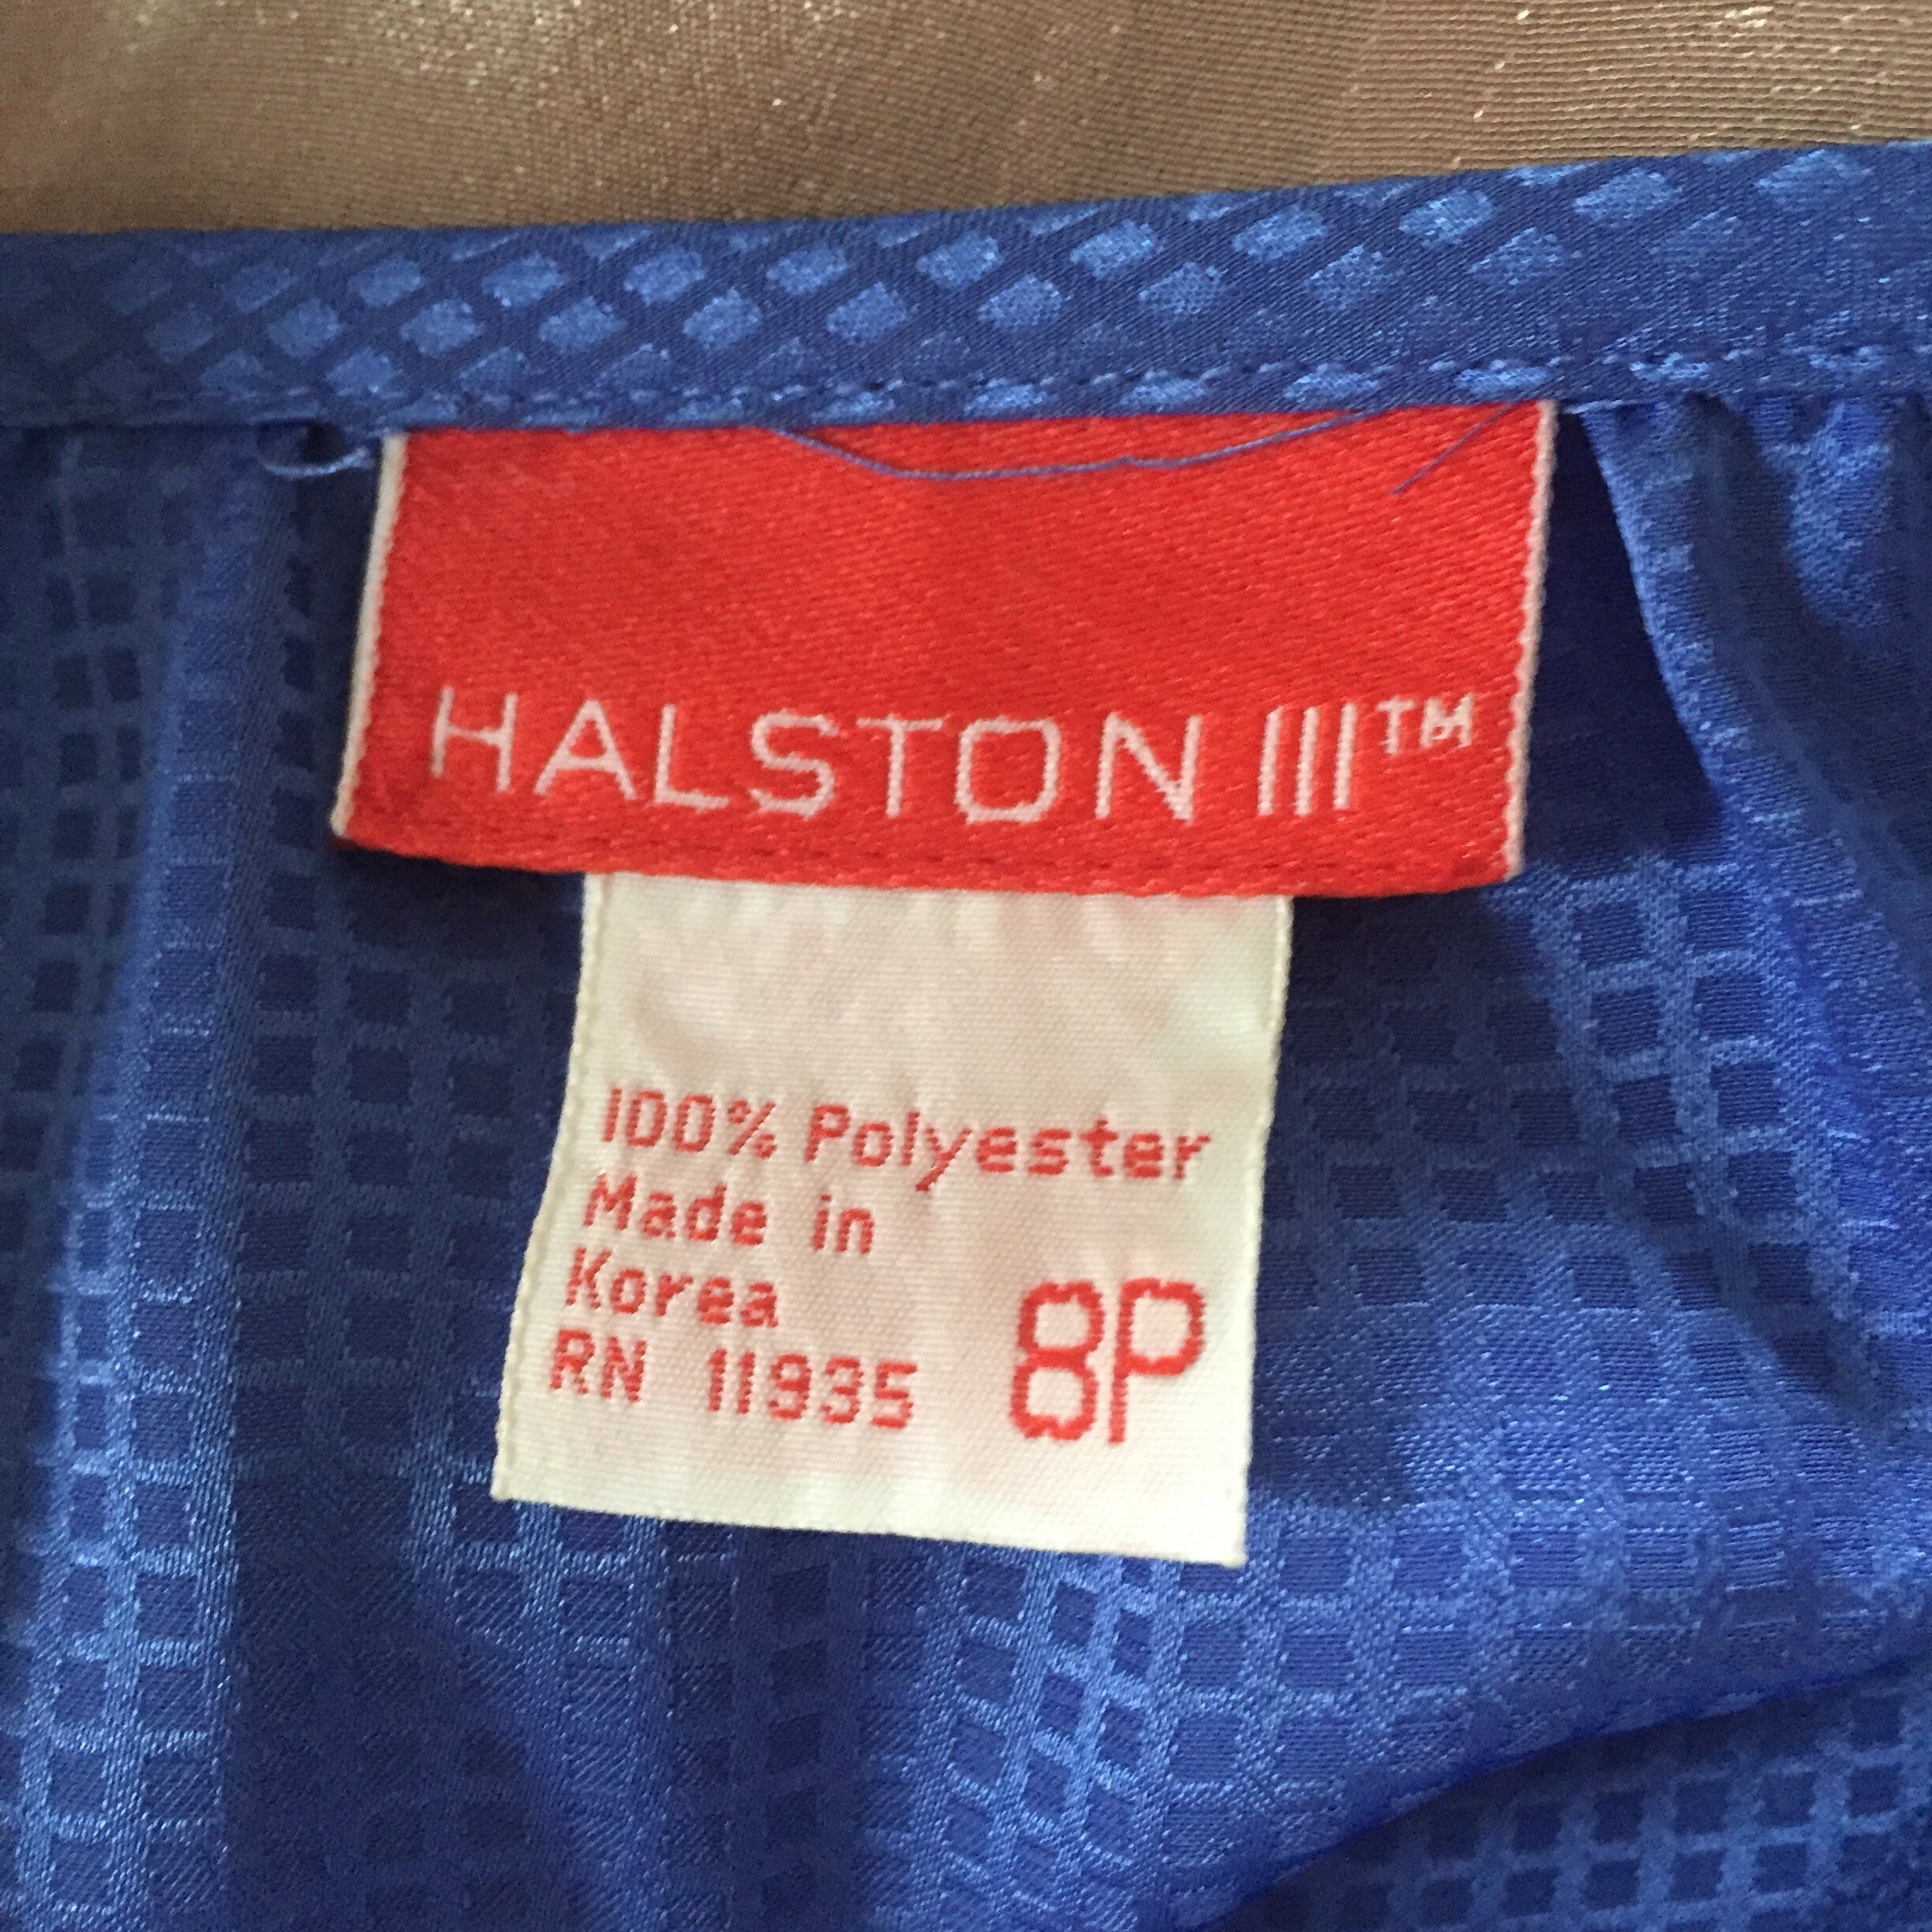 HALSTON III™
100% Polyester
Made in
Korea
RN 11935
8P